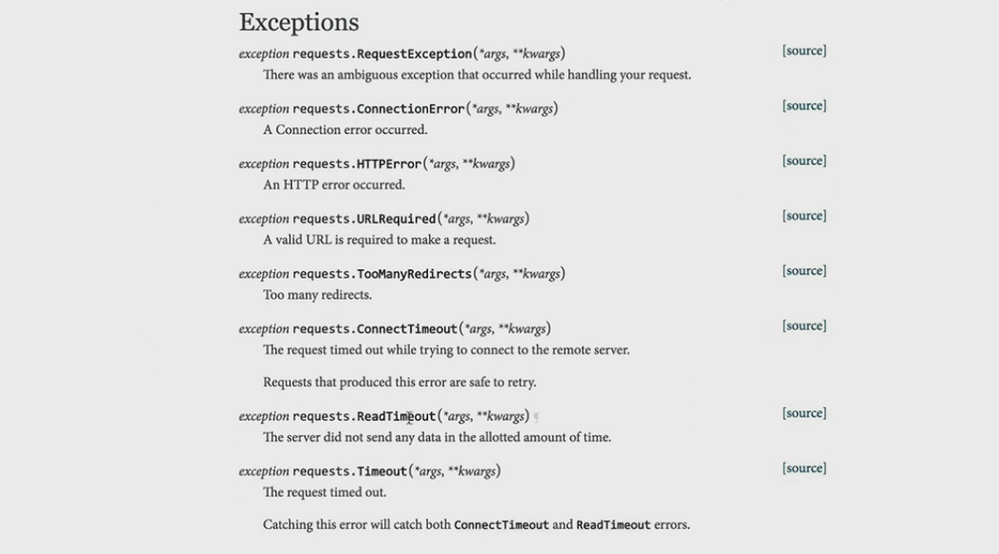 Exceptions
exception requests.RequestException(*args, **kwargs) [source]
There was an ambiguous exception that occurred while handling your request.
exception requests.ConnectionError(*args, **kwargs) [source]
A Connection error occurred.
exception requests.HTTPError(*args, **kwargs) [source]
An HTTP error occurred.
exception requests.URLRequired(*args, **kwargs) [source]
A valid URL is required to make a request.
exception requests.TooManyRedirects(*args, **kwargs) [source]
Too many redirects.
exception requests.ConnectTimeout(*args, **kwargs) [source]
The request timed out while trying to connect to the remote server.
Requests that produced this error are safe to retry.
exception requests.ReadTimeout(*args, **kwargs) ¶ [source]
The server did not send any data in the allotted amount of time.
exception requests.Timeout(*args, **kwargs) [source]
The request timed out.
Catching this error will catch both ConnectTimeout and ReadTimeout errors.